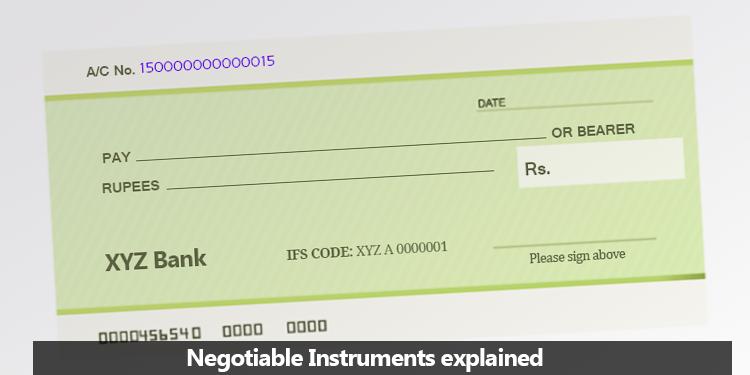 A/C No. 150000000000015
DATE
PAY OR BEARER
RUPEES Rs.
XYZ Bank IFS CODE: XYZ A 0000001
Please sign above
0000456540 0000 0000
Negotiable Instruments explained